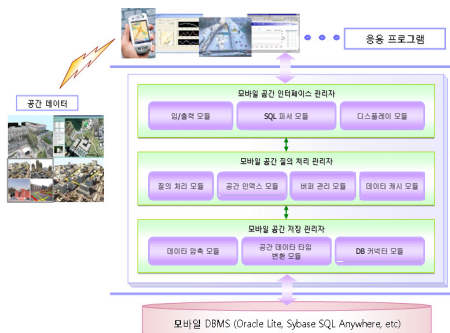 응용 프로그램
공간 데이터
모바일 공간 인터페이스 관리자
입/출력 모듈
SQL 파서 모듈
디스플레이 모듈
모바일 공간 질의 처리 관리자
질의 처리 모듈
공간 인덱스 모듈
버퍼 관리 모듈
데이터 캐시 모듈
모바일 공간 저장 관리자
데이터 압축 모듈
공간 데이터 타입
변환 모듈
DB 커넥터 모듈
모바일 DBMS (Oracle Lite, Sybase SQL Anywhere, etc)